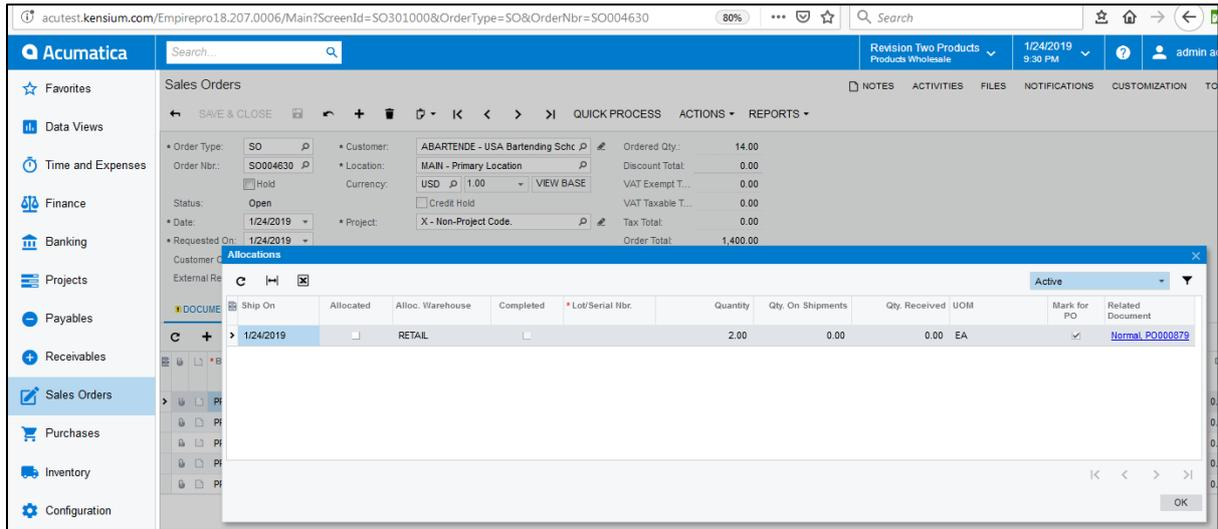 acutest.kensium.com/Empirepro18.207.0006/Main?ScreenId=SO301000&OrderType=SO&OrderNbr=SO004630 80% Search
Acumatica Search... Revision Two Products 1/24/2019 admin
Products Wholesale 9:30 PM
Favorites Sales Orders NOTES ACTIVITIES FILES NOTIFICATIONS CUSTOMIZATION TO
SAVE & CLOSE QUICK PROCESS ACTIONS REPORTS
Data Views
* Order Type: SO * Customer: ABARTENDE - USA Bartending Schc Ordered Qty.: 14.00
Time and Expenses Order Nbr.: SO004630 * Location: MAIN - Primary Location Discount Total: 0.00
Hold Currency: USD 1.00 VIEW BASE VAT Exempt T... 0.00
Finance Status: Open Credit Hold VAT Taxable T... 0.00
* Date: 1/24/2019 * Project: X - Non-Project Code. Tax Total: 0.00
Banking * Requested On: 1/24/2019 Order Total: 1,400.00
Customer O Allocations
Projects External Re Active
DOCUME Ship On Allocated Alloc. Warehouse Completed * Lot/Serial Nbr. Quantity Qty. On Shipments Qty. Received UOM Mark for PO Related Document
Payables
1/24/2019 RETAIL 2.00 0.00 0.00 EA Normal, PO000879
Receivables
Sales Orders
Purchases
Inventory
Configuration OK